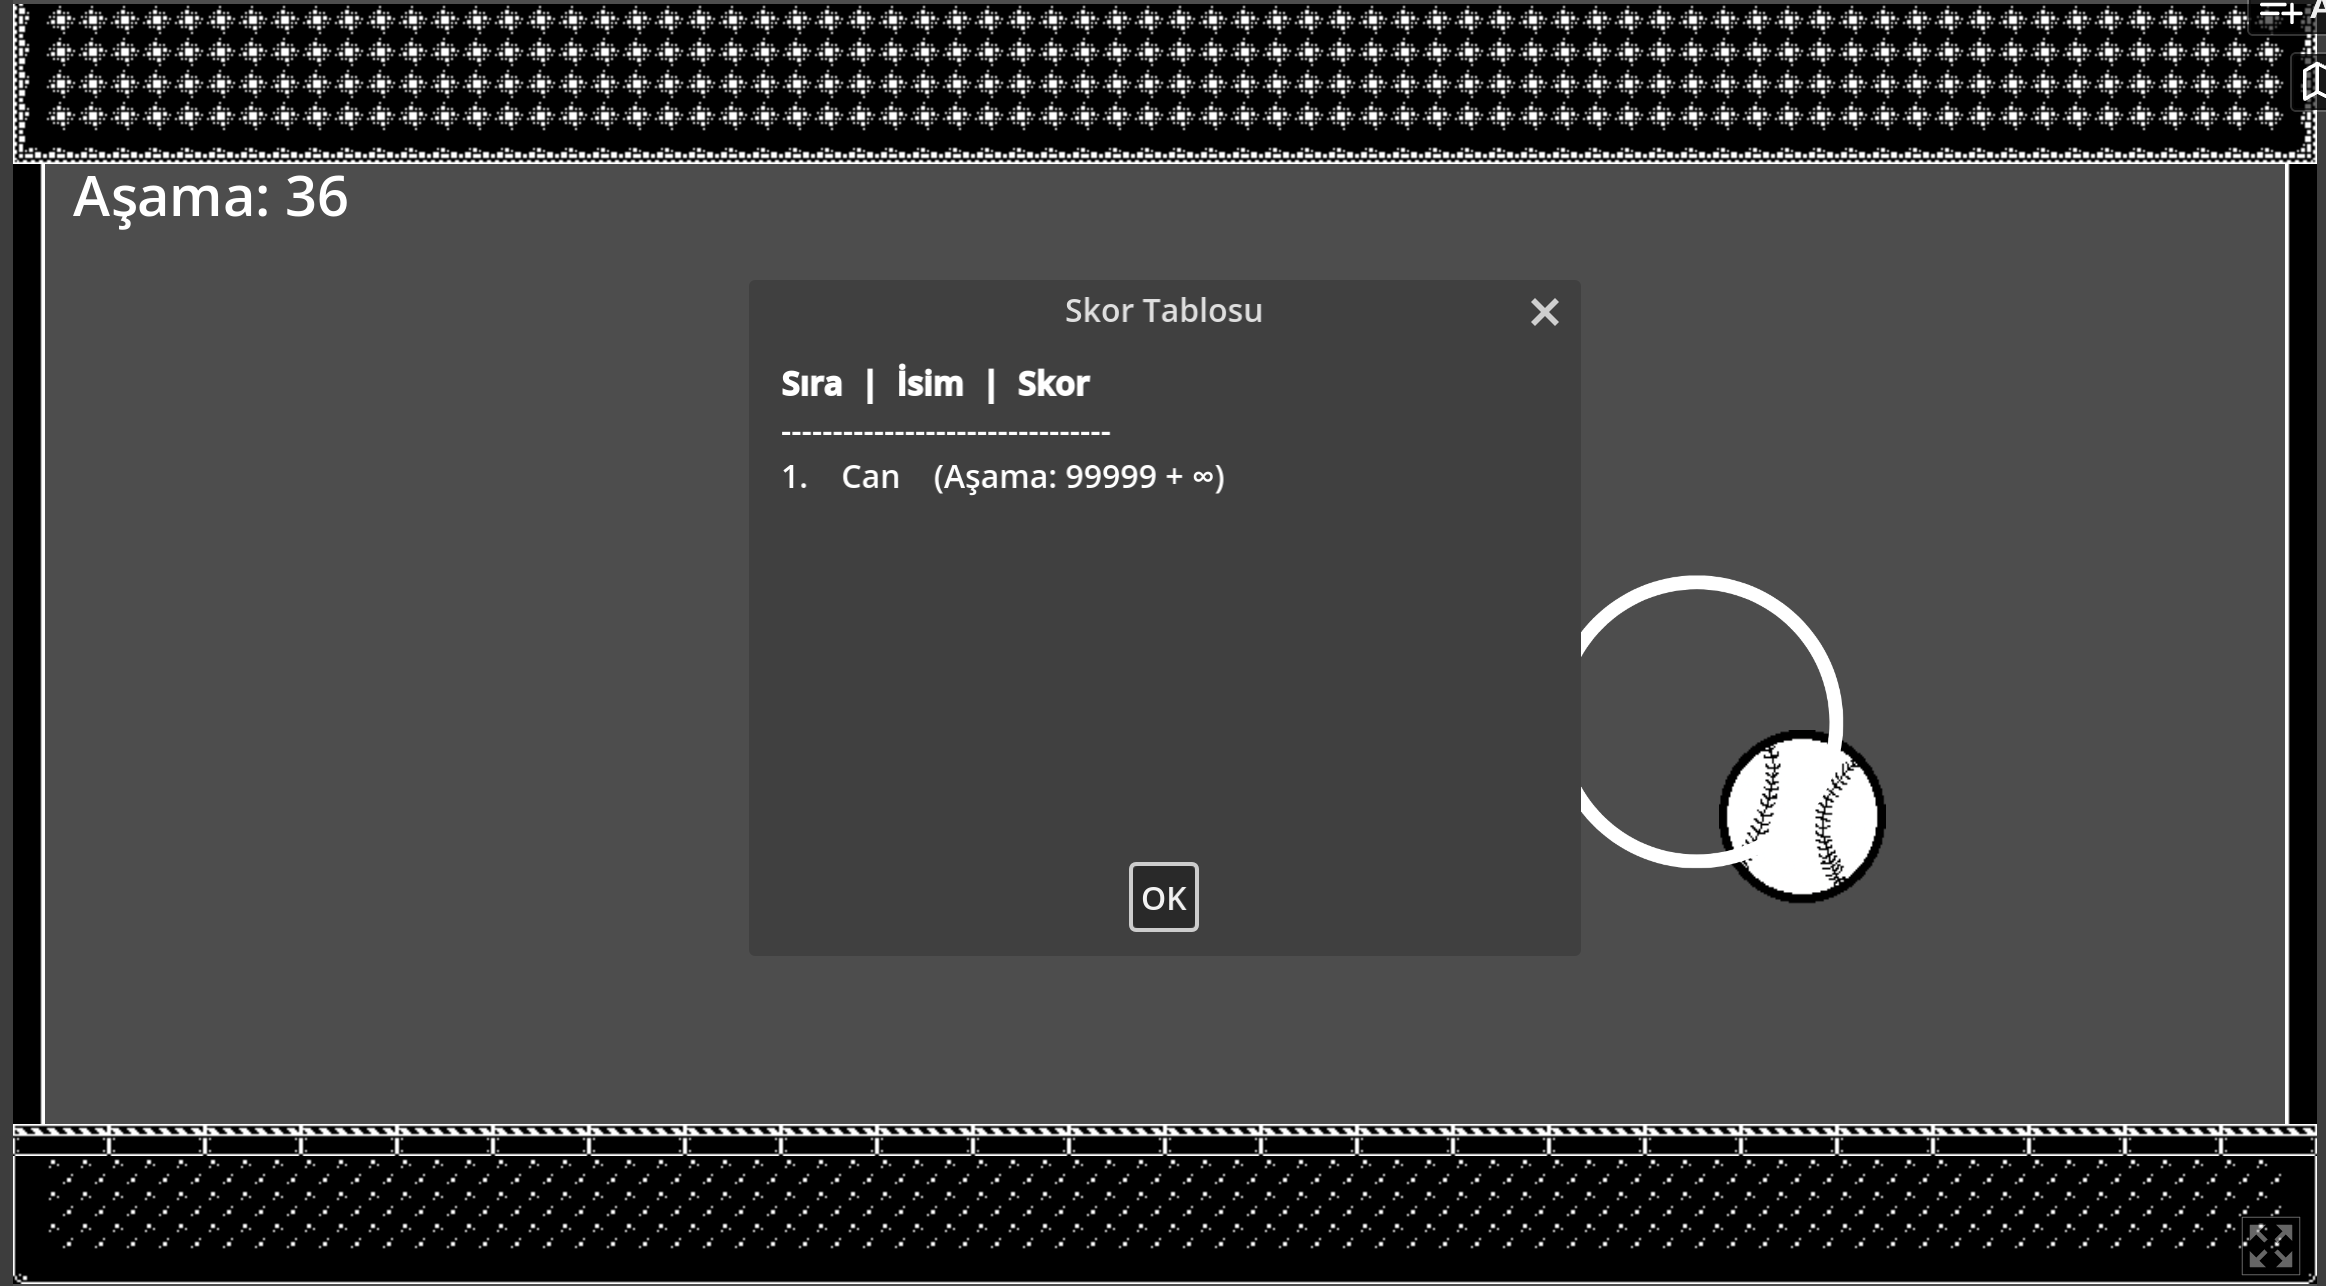 Aşama: 36
Skor Tablosu
Sıra | İsim | Skor
--------------------------------
1. Can (Aşama: 99999 + ∞)
OK